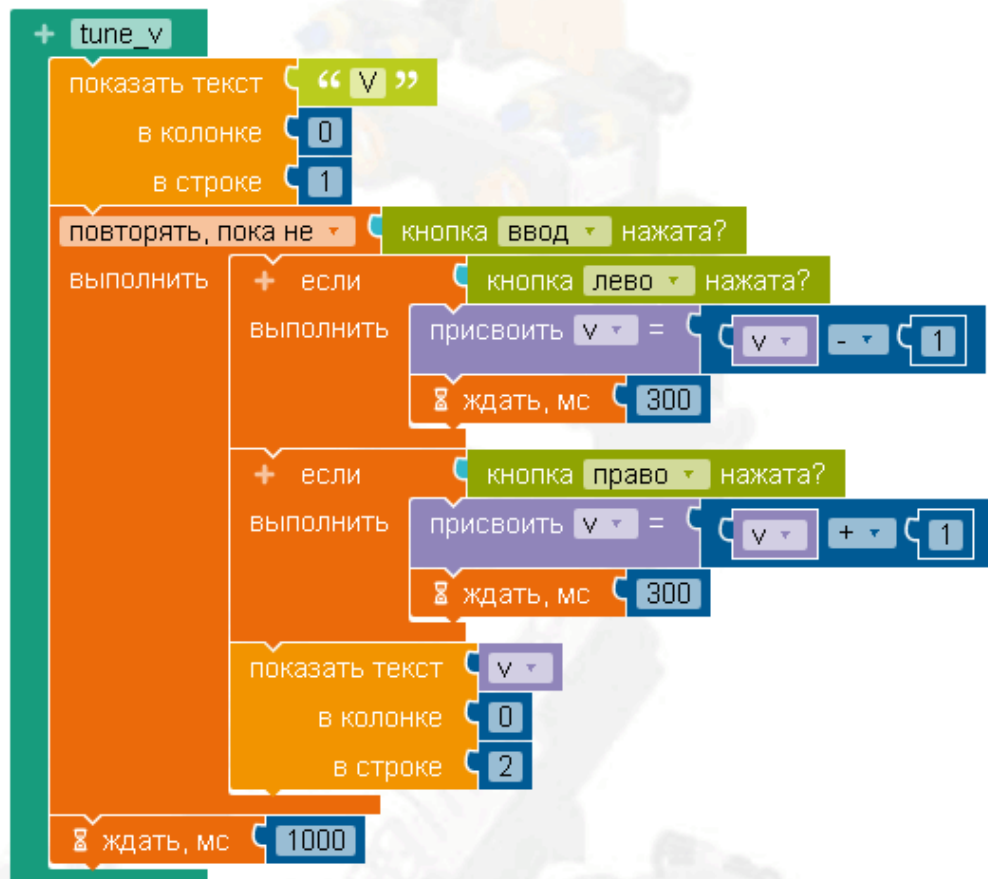 + tune_v
показать текст “ V ”
в колонке 0
в строке 1
повторять, пока не кнопка ввод нажата?
выполнить + если кнопка лево нажата?
выполнить присвоить v = v - 1
ждать, мс 300
+ если кнопка право нажата?
выполнить присвоить v = v + 1
ждать, мс 300
показать текст v
в колонке 0
в строке 2
ждать, мс 1000